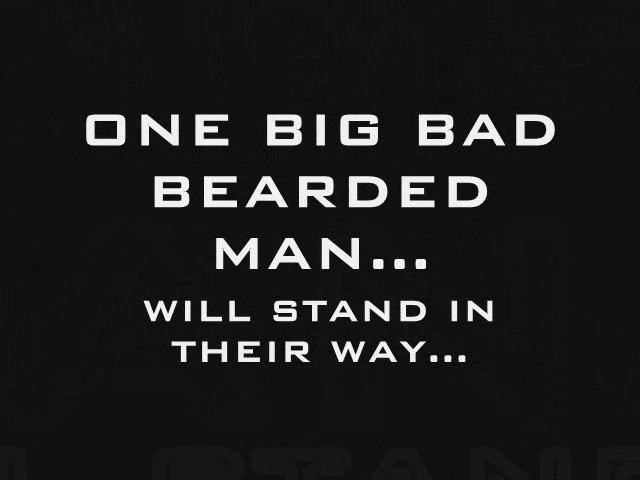 ONE BIG BAD
BEARDED
MAN...
WILL STAND IN
THEIR WAY...